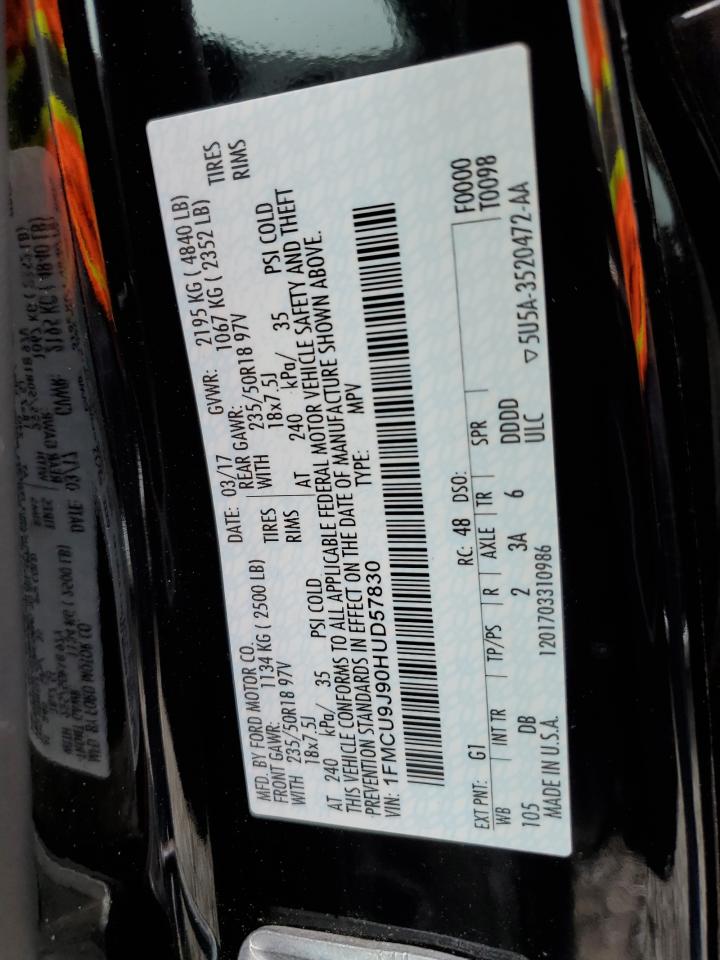 MFD. BY FORD MOTOR CO.
DATE: 03/17 GVWR: 2195 KG ( 4840 LB)
FRONT GAWR: 1134 KG ( 2500 LB) REAR GAWR: 1067 KG ( 2352 LB)
WITH 235/50R18 97V TIRES WITH 235/50R18 97V TIRES
18x7.5J RIMS 18x7.5J RIMS
AT 240 kPa/ 35 PSI COLD AT 240 kPa/ 35 PSI COLD
THIS VEHICLE CONFORMS TO ALL APPLICABLE FEDERAL MOTOR VEHICLE SAFETY AND THEFT
PREVENTION STANDARDS IN EFFECT ON THE DATE OF MANUFACTURE SHOWN ABOVE.
VIN: 1FMCU9J90HUD57830 TYPE: MPV
F0000
T0098
EXT PNT: G1 RC: 48 DSO:
WB INT TR TP/PS R AXLE TR SPR
105 DB 2 3A 6 DDDD
MADE IN U.S.A. 1201703310986 ULC ▽5U5A-3520472-AA